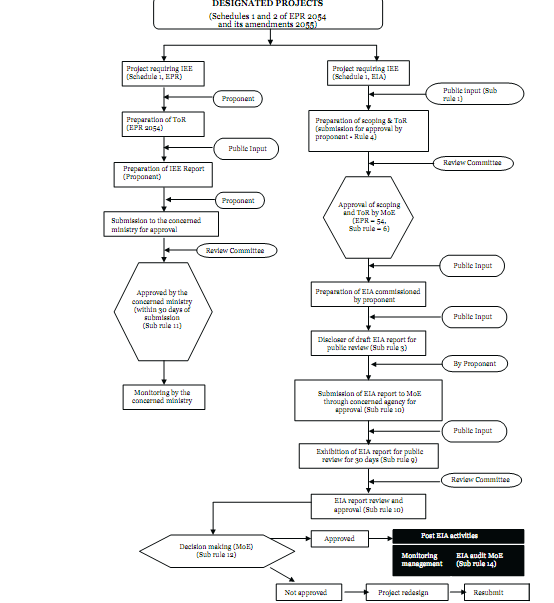 DESIGNATED PROJECTS
(Schedules 1 and 2 of EPR 2054
and its amendments 2055)
Project requiring IEE
(Schedule 1, EPR)
Proponent
Preparation of ToR
(EPR 2054)
Public Input
Preparation of IEE Report
(Proponent)
Proponent
Submission to the concerned
ministry for approval
Review Committee
Approved by the
concerned ministry
(within 30 days of
submission
(Sub rule 11)
Monitoring by the
concerned ministry
Project requiring IEE
(Schedule 1, EIA)
Public input (Sub
rule 1)
Preparation of scoping & ToR
(submission for approval by
proponent - Rule 4)
Review Committee
Approval of scoping
and ToR by MoE
(EPR = 54,
Sub rule = 6)
Public Input
Preparation of EIA commissioned
by proponent
Public Input
Discloser of draft EIA report for
public review (Sub rule 3)
By Proponent
Submission of EIA report to MoE
through concerned agency for
approval (Sub rule 10)
Public Input
Exhibition of EIA report for public
review for 30 days (Sub rule 9)
Review Committee
EIA report review and
approval (Sub rule 10)
Decision making (MoE)
(Sub rule 12)
Approved
Post EIA activities
Monitoring EIA audit MoE
management (Sub rule 14)
Not approved
Project redesign
Resubmit